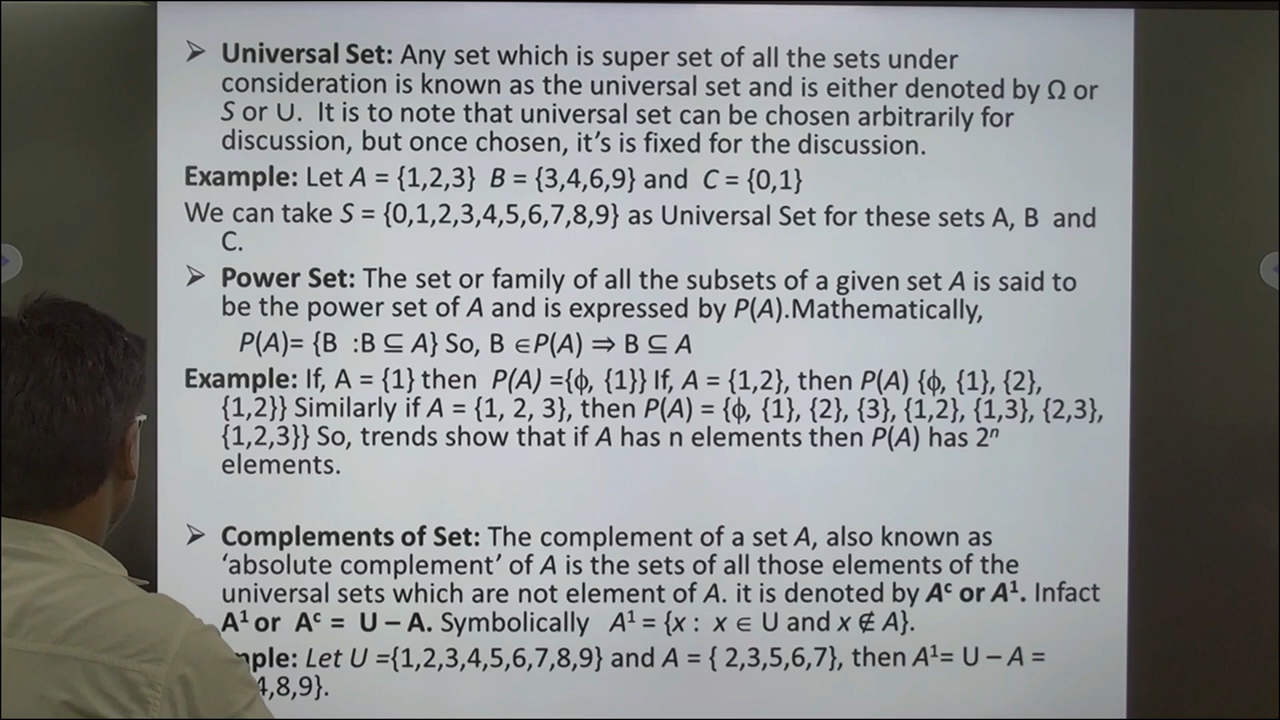 ➢ Universal Set: Any set which is super set of all the sets under
consideration is known as the universal set and is either denoted by Ω or
S or U. It is to note that universal set can be chosen arbitrarily for
discussion, but once chosen, it’s is fixed for the discussion.
Example: Let A = {1,2,3} B = {3,4,6,9} and C = {0,1}
We can take S = {0,1,2,3,4,5,6,7,8,9} as Universal Set for these sets A, B and
C.
➢ Power Set: The set or family of all the subsets of a given set A is said to
be the power set of A and is expressed by P(A).Mathematically,
P(A)= {B :B ⊆ A} So, B ∈P(A) ⇒ B ⊆ A
Example: If, A = {1} then P(A) ={ϕ, {1}} If, A = {1,2}, then P(A) {ϕ, {1}, {2},
{1,2}} Similarly if A = {1, 2, 3}, then P(A) = {ϕ, {1}, {2}, {3}, {1,2}, {1,3}, {2,3},
{1,2,3}} So, trends show that if A has n elements then P(A) has 2ⁿ
elements.
➢ Complements of Set: The complement of a set A, also known as
‘absolute complement’ of A is the sets of all those elements of the
universal sets which are not element of A. it is denoted by Aᶜ or A¹. Infact
A¹ or Aᶜ = U – A. Symbolically A¹ = {x : x ∈ U and x ∉ A}.
ple: Let U ={1,2,3,4,5,6,7,8,9} and A = { 2,3,5,6,7}, then A¹= U – A =
4,8,9}.